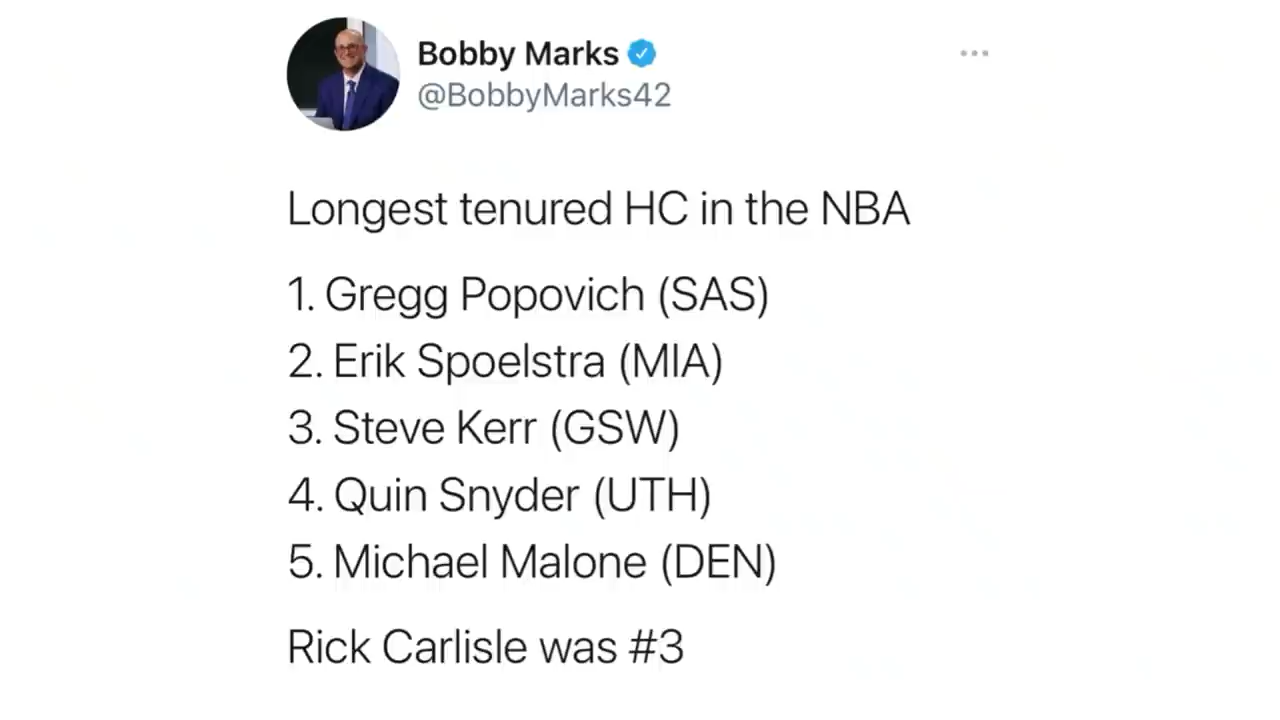 Bobby Marks
@BobbyMarks42
Longest tenured HC in the NBA
1. Gregg Popovich (SAS)
2. Erik Spoelstra (MIA)
3. Steve Kerr (GSW)
4. Quin Snyder (UTH)
5. Michael Malone (DEN)
Rick Carlisle was #3